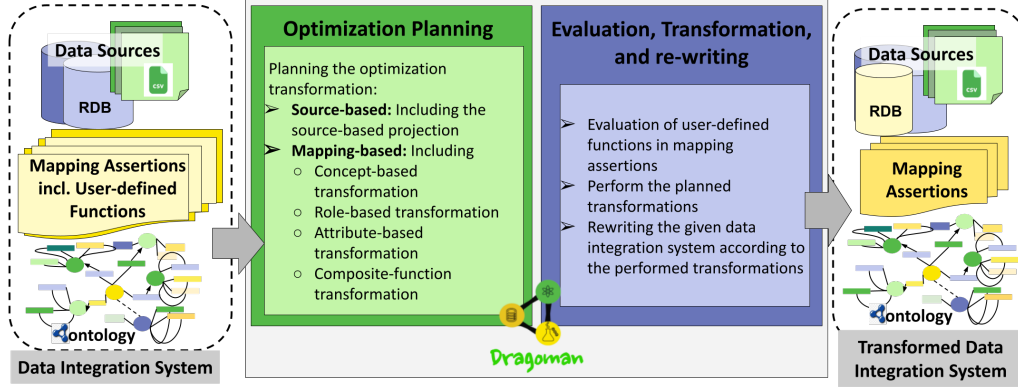 Data Sources
CSV
RDB
Mapping Assertions
incl. User-defined
Functions
ontology
Data Integration System
Optimization Planning
Planning the optimization
transformation:
➢ Source-based: Including the
source-based projection
➢ Mapping-based: Including
○ Concept-based
transformation
○ Role-based transformation
○ Attribute-based
transformation
○ Composite-function
transformation
Evaluation, Transformation,
and re-writing
➢ Evaluation of user-defined
functions in mapping
assertions
➢ Perform the planned
transformations
➢ Rewriting the given data
integration system according to
the performed transformations
Dragoman
Data Sources
CSV
RDB
Mapping
Assertions
ontology
Transformed Data
Integration System